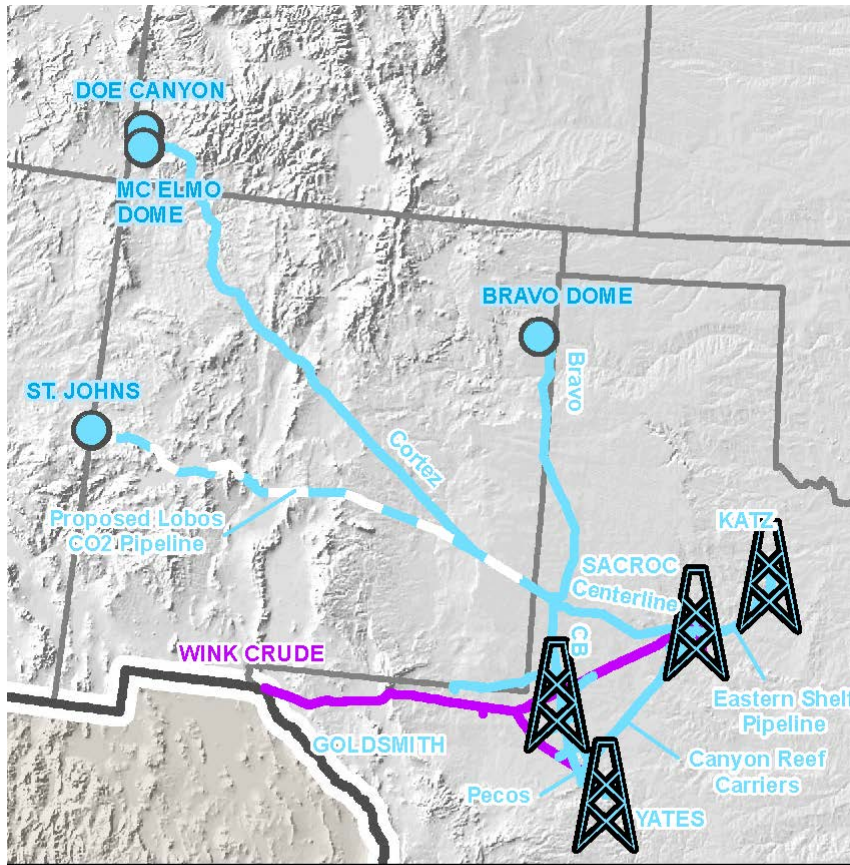 DOE CANYON
MC ELMO
DOME
BRAVO DOME
Bravo
ST. JOHNS
Cortez
Proposed Lobos
CO2 Pipeline
KATZ
SACROC
Centerline
CB
WINK CRUDE
Eastern Shelf
Pipeline
GOLDSMITH
Canyon Reef
Carriers
Pecos
YATES